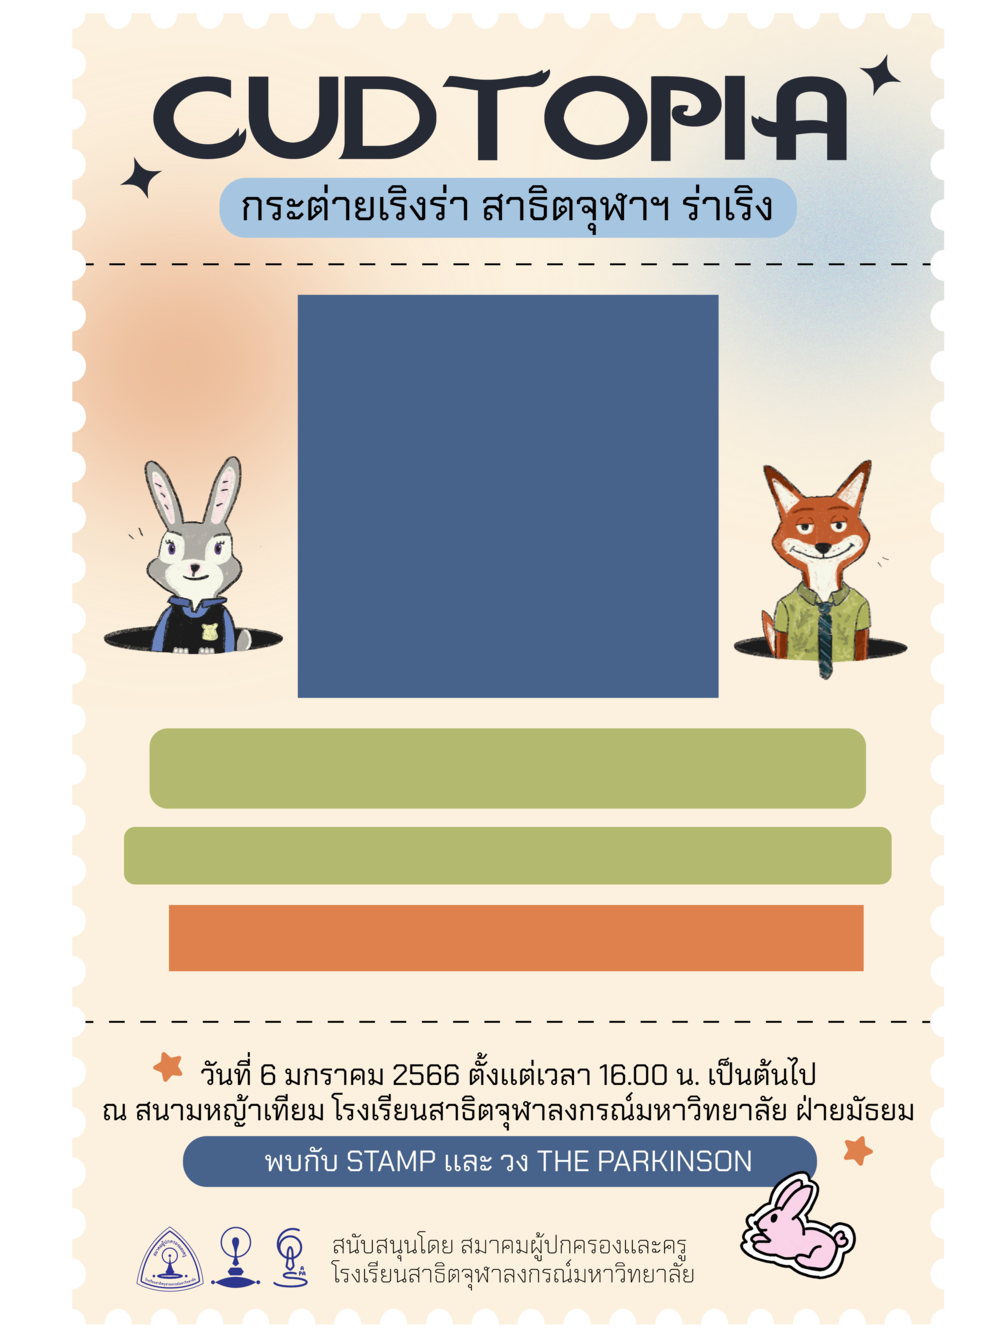 CUDTOPIA
กระต่ายเริงร่า สาธิตจุฬาฯ ร่าเริง
วันที่ 6 มกราคม 2566 ตั้งแต่เวลา 16.00 น. เป็นต้นไป
ณ สนามหญ้าเทียม โรงเรียนสาธิตจุฬาลงกรณ์มหาวิทยาลัย ฝ่ายมัธยม
พบกับ STAMP และ วง THE PARKINSON
สนับสนุนโดย สมาคมผู้ปกครองและครู
โรงเรียนสาธิตจุฬาลงกรณ์มหาวิทยาลัย